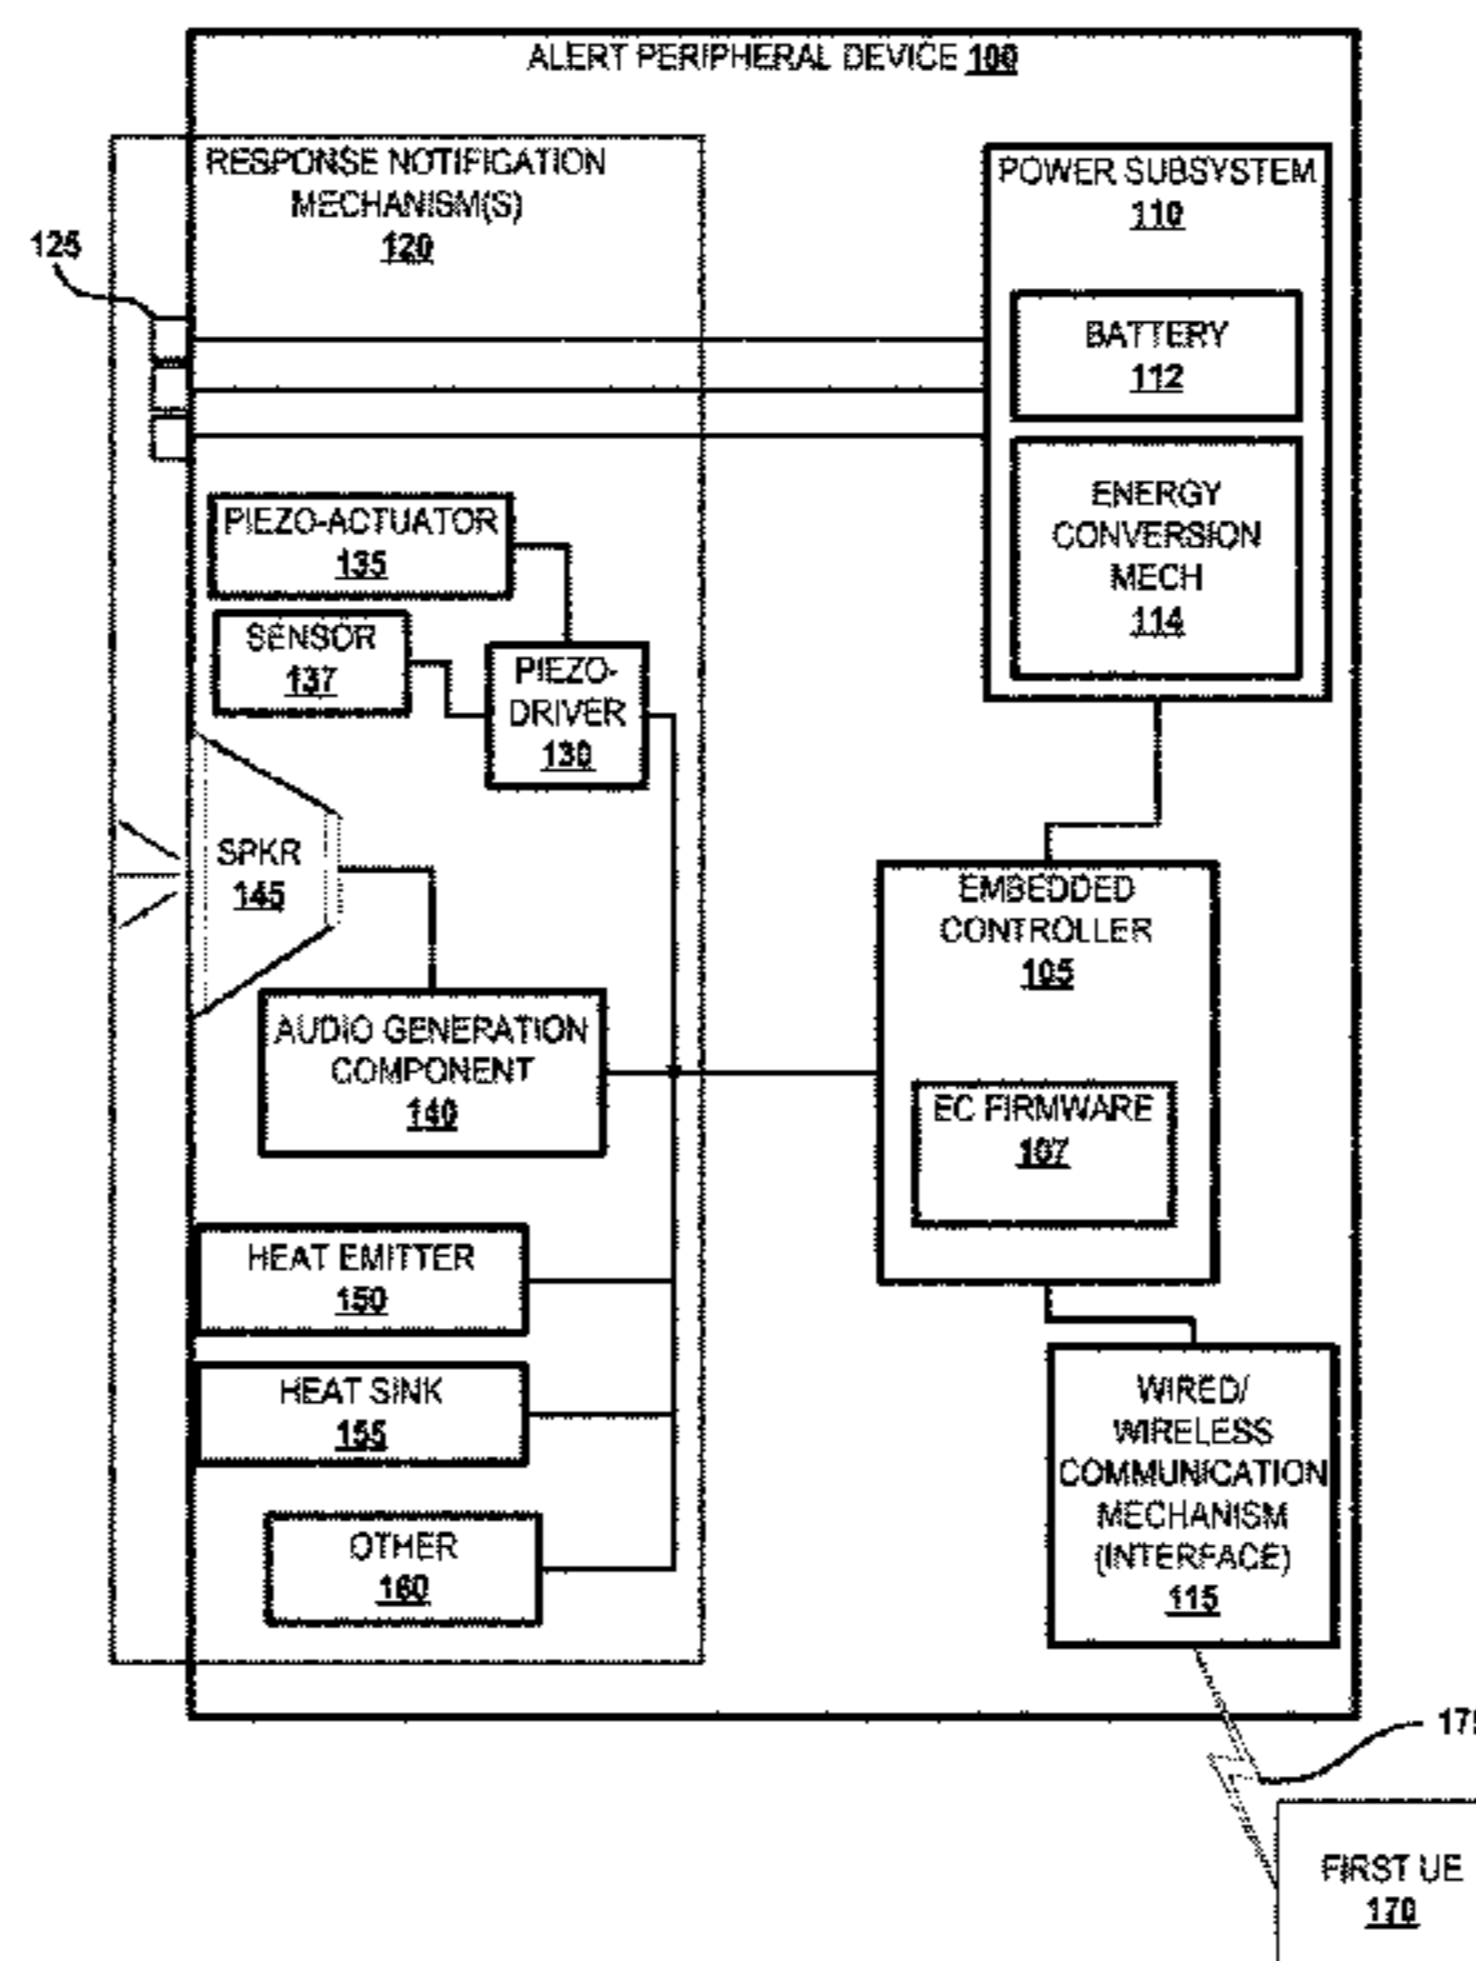 ALERT PERIPHERAL DEVICE 100
RESPONSE NOTIFICATION
MECHANISM(S)
120
125
POWER SUBSYSTEM
110
BATTERY
112
ENERGY
CONVERSION
MECH
114
PIEZO-ACTUATOR
135
SENSOR
137
PIEZO-
DRIVER
130
SPKR
145
AUDIO GENERATION
COMPONENT
140
EMBEDDED
CONTROLLER
105
EC FIRMWARE
107
HEAT EMITTER
150
HEAT SINK
155
OTHER
160
WIRED/
WIRELESS
COMMUNICATION
MECHANISM
(INTERFACE)
115
FIRST UE
170